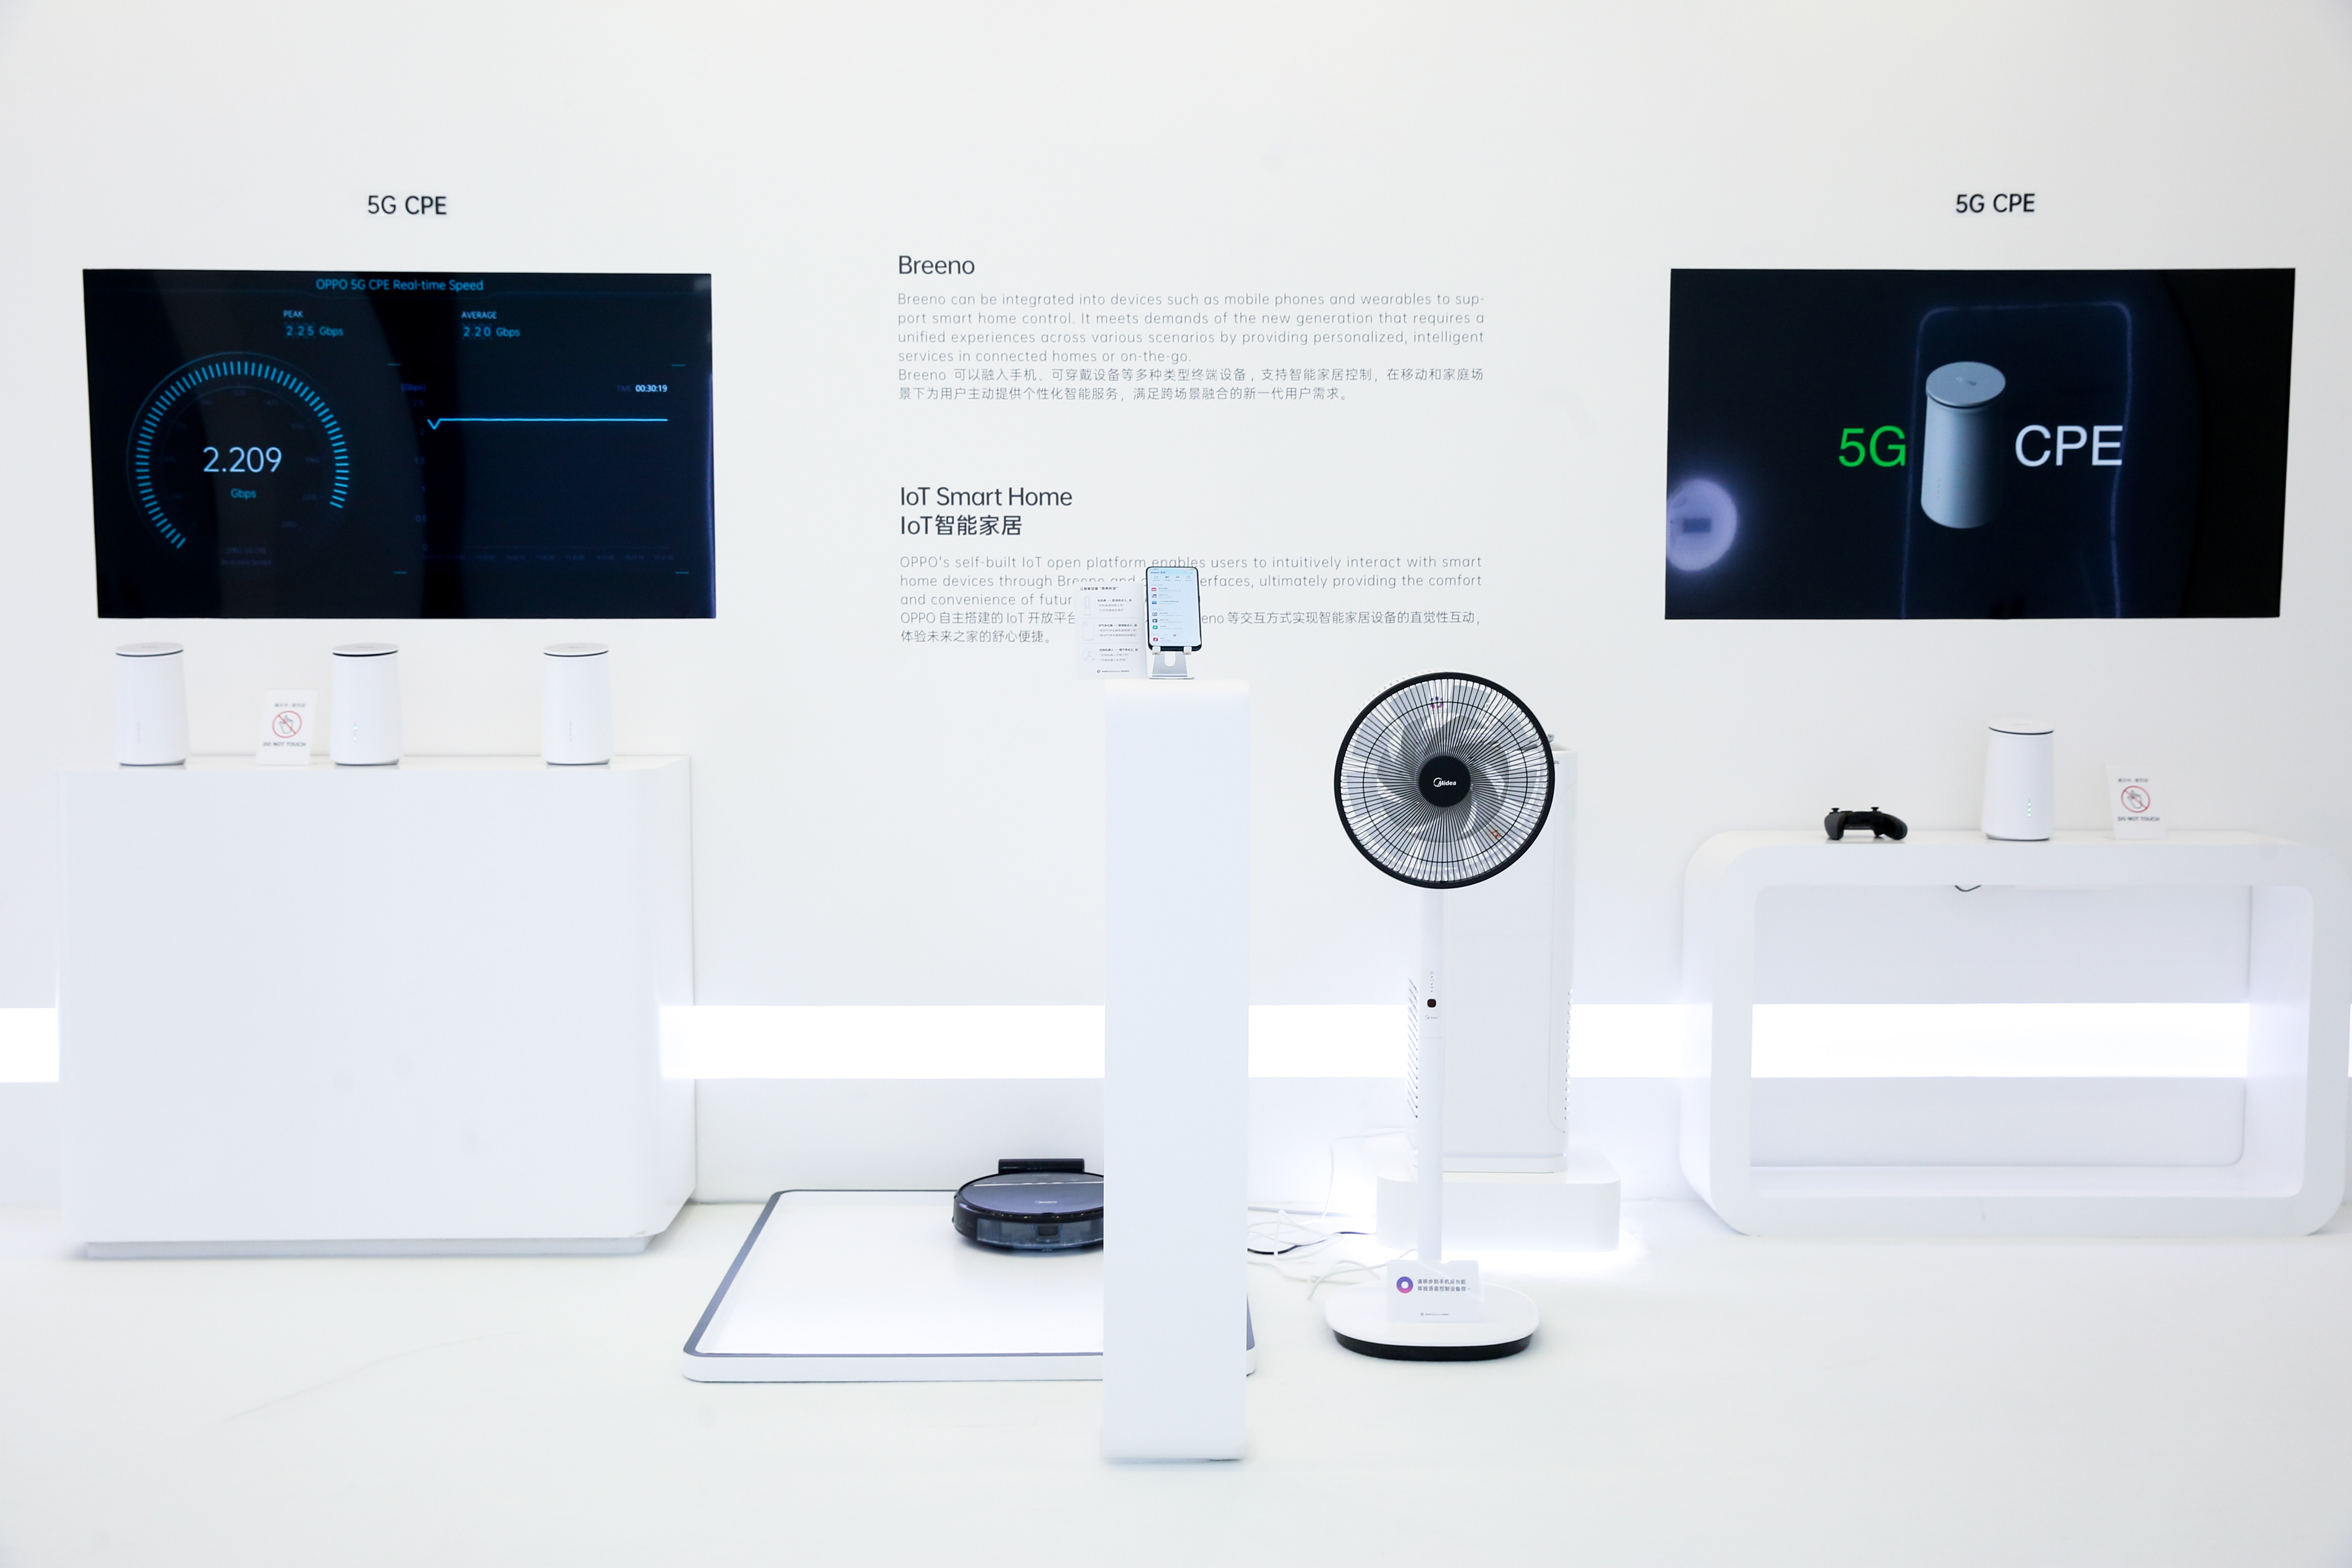 5G CPE
OPPO 5G CPE Real-time Speed
PEAK
2.25 Gbps
AVERAGE
2.20 Gbps
00:30:19
2.209
Gbps
DO NOT TOUCH
Breeno
Breeno can be integrated into devices such as mobile phones and wearables to sup-
port smart home control. It meets demands of the new generation that requires a
unified experiences across various scenarios by providing personalized, intelligent
services in connected homes or on-the-go.
Breeno 可以融入手机、可穿戴设备等多种类型终端设备，支持智能家居控制，在移动和家庭场
景下为用户主动提供个性化智能服务，满足跨场景融合的新一代用户需求。
IoT Smart Home
IoT智能家居
OPPO's self-built IoT open platform enables users to intuitively interact with smart
home devices through Breeno and erfaces, ultimately providing the comfort
and convenience of futur
OPPO 自主搭建的 IoT 开放平台 eno 等交互方式实现智能家居设备的直觉性互动，
体验未来之家的舒心便捷。
Midea
5G CPE
5G CPE
NOT TOUCH